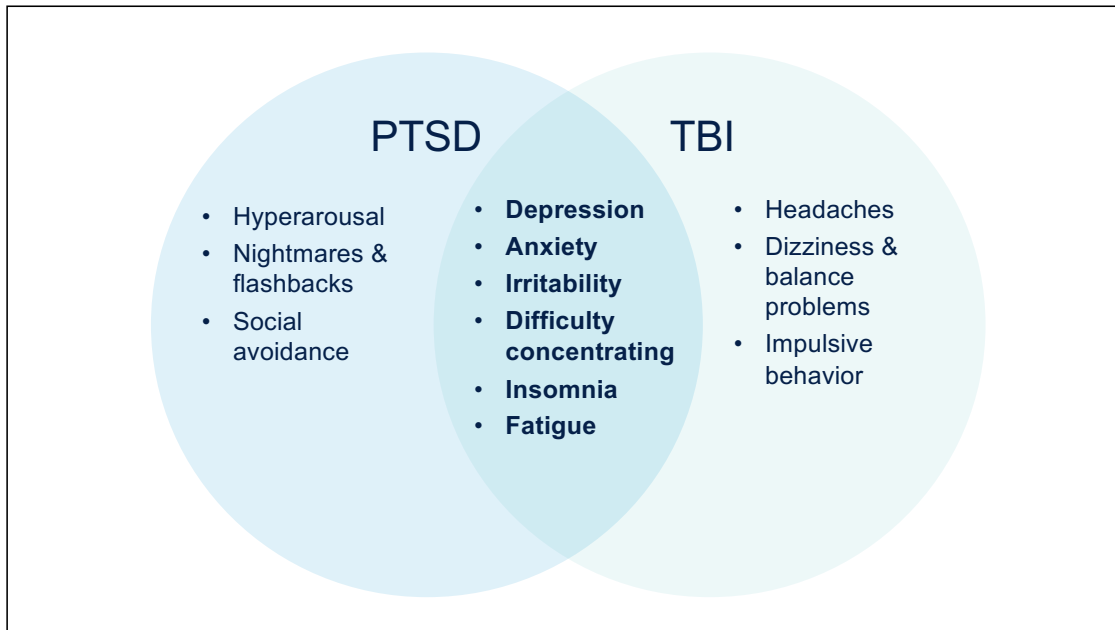 PTSD
TBI
• Hyperarousal
• Nightmares &
flashbacks
• Social
avoidance
• Depression
• Anxiety
• Irritability
• Difficulty
concentrating
• Insomnia
• Fatigue
• Headaches
• Dizziness &
balance
problems
• Impulsive
behavior